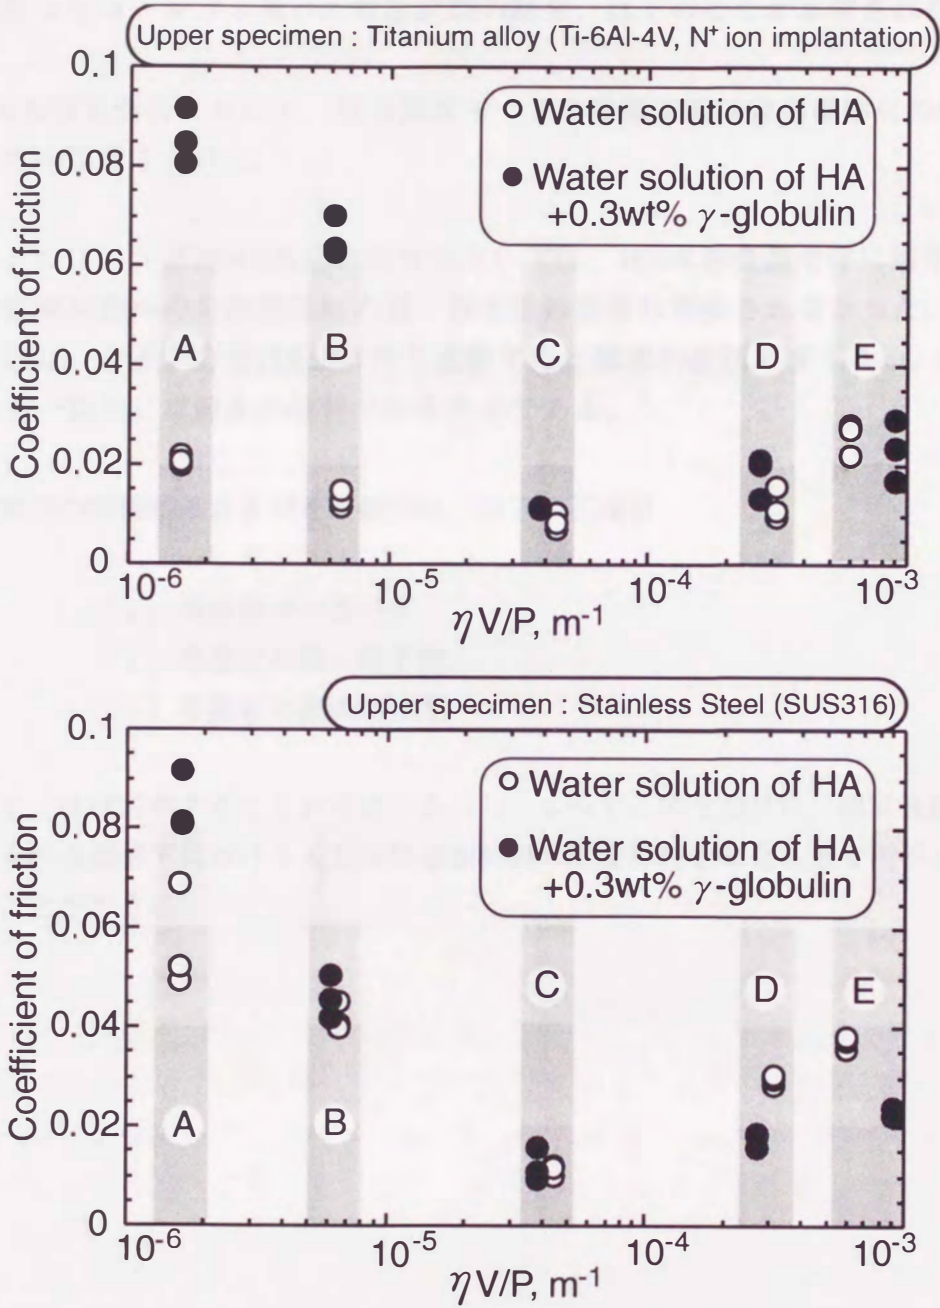 Upper specimen : Titanium alloy (Ti-6Al-4V, N⁺ ion implantation)
0.1
0.08
0.06
0.04
0.02
0
Coefficient of friction
Water solution of HA
Water solution of HA
+0.3wt% γ-globulin
A
B
C
D
E
10⁻⁶
10⁻⁵
10⁻⁴
10⁻³
ηV/P, m⁻¹
Upper specimen : Stainless Steel (SUS316)
0.1
0.08
0.06
0.04
0.02
0
Coefficient of friction
Water solution of HA
Water solution of HA
+0.3wt% γ-globulin
C
D
E
A
B
10⁻⁶
10⁻⁵
10⁻⁴
10⁻³
ηV/P, m⁻¹